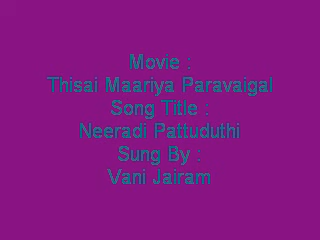 Movie :
Thisai Maariya Paravaigal
Song Title :
Neeradi Pattuduthi
Sung By :
Vani Jairam